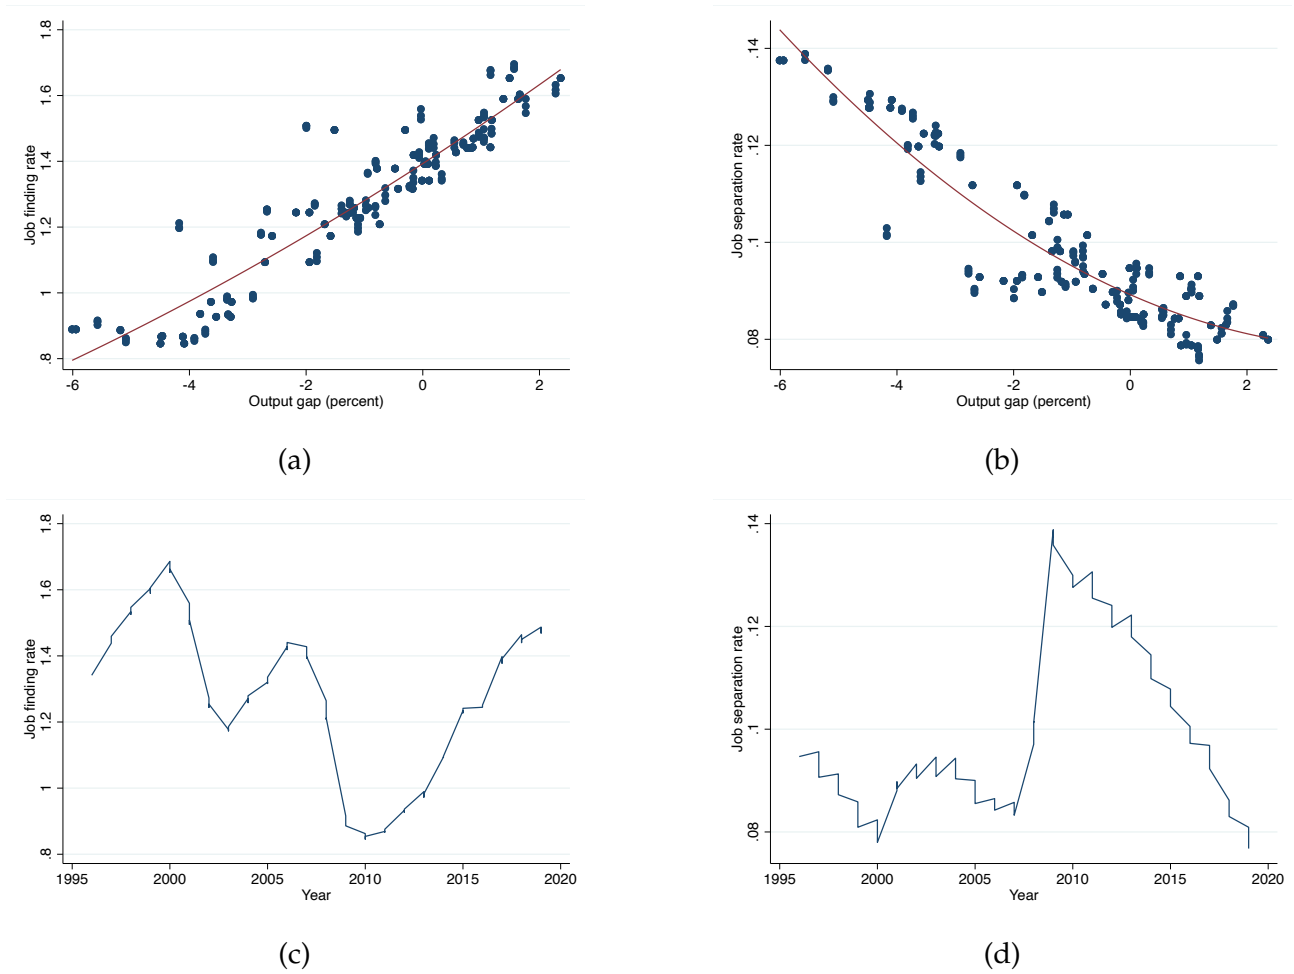 Job finding rate
1.8
1.6
1.4
1.2
1
.8
-6 -4 -2 0 2
Output gap (percent)
(a)
Job separation rate
.14
.12
.1
.08
-6 -4 -2 0 2
Output gap (percent)
(b)
Job finding rate
1.8
1.6
1.4
1.2
1
.8
1995 2000 2005 2010 2015 2020
Year
(c)
Job separation rate
.14
.12
.1
.08
1995 2000 2005 2010 2015 2020
Year
(d)